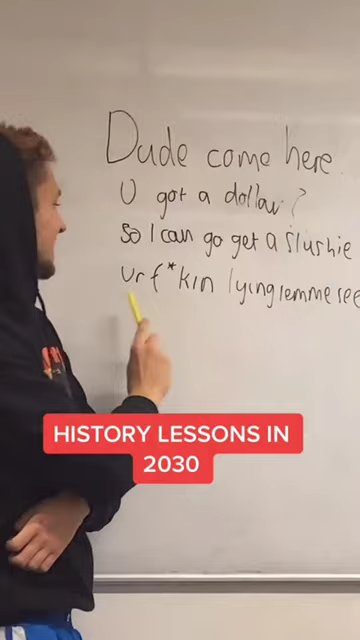 Dude come here.
U got a dollar?
So I can go get a slushie
ur f*kin lying lemme see
HISTORY LESSONS IN
2030